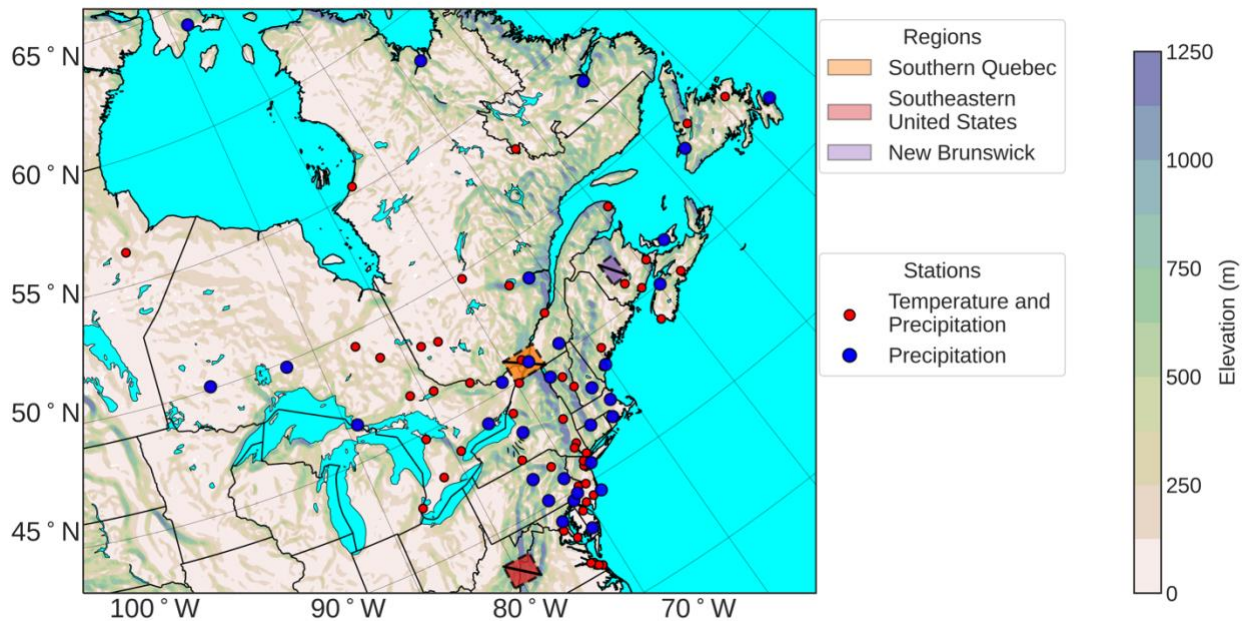 65° N
60° N
55° N
50° N
45° N
100° W
90° W
80° W
70° W
Regions
Southern Quebec
Southeastern
United States
New Brunswick
Stations
Temperature and
Precipitation
Precipitation
1250
1000
750
500
250
0
Elevation (m)